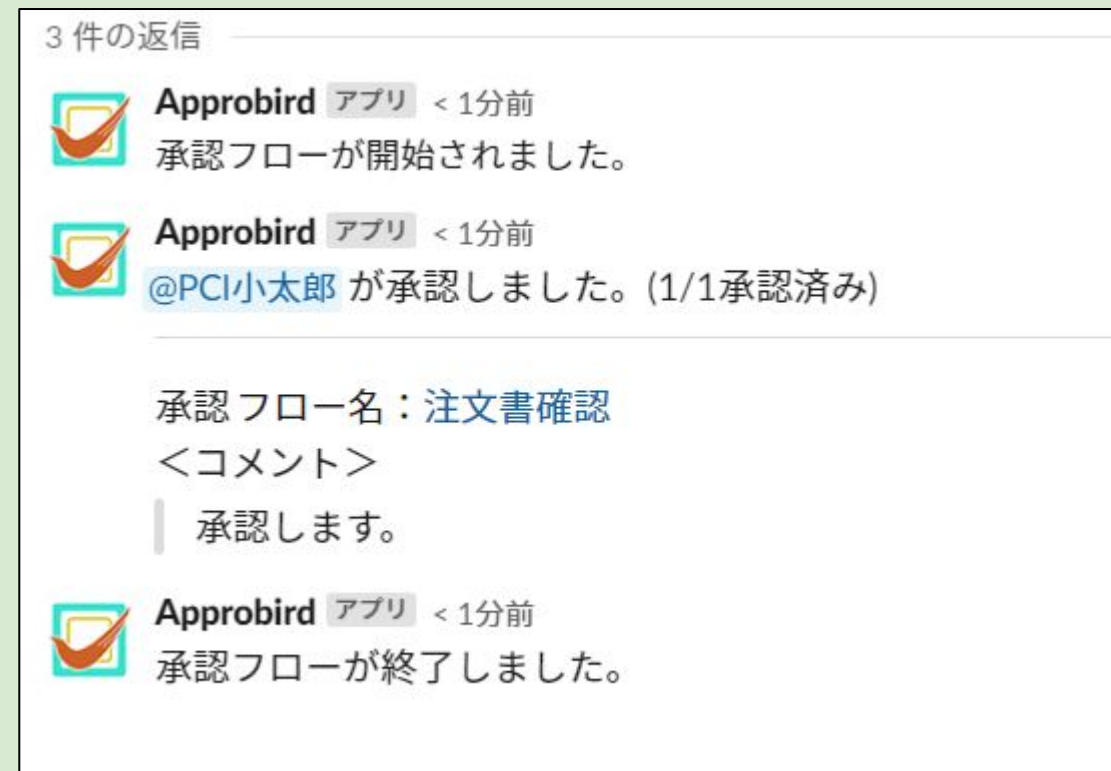 3 件の返信
Approbird アプリ < 1分前
承認フローが開始されました。
Approbird アプリ < 1分前
@PCI小太郎 が承認しました。(1/1承認済み)
承認フロー名：注文書確認
＜コメント＞
承認します。
Approbird アプリ < 1分前
承認フローが終了しました。